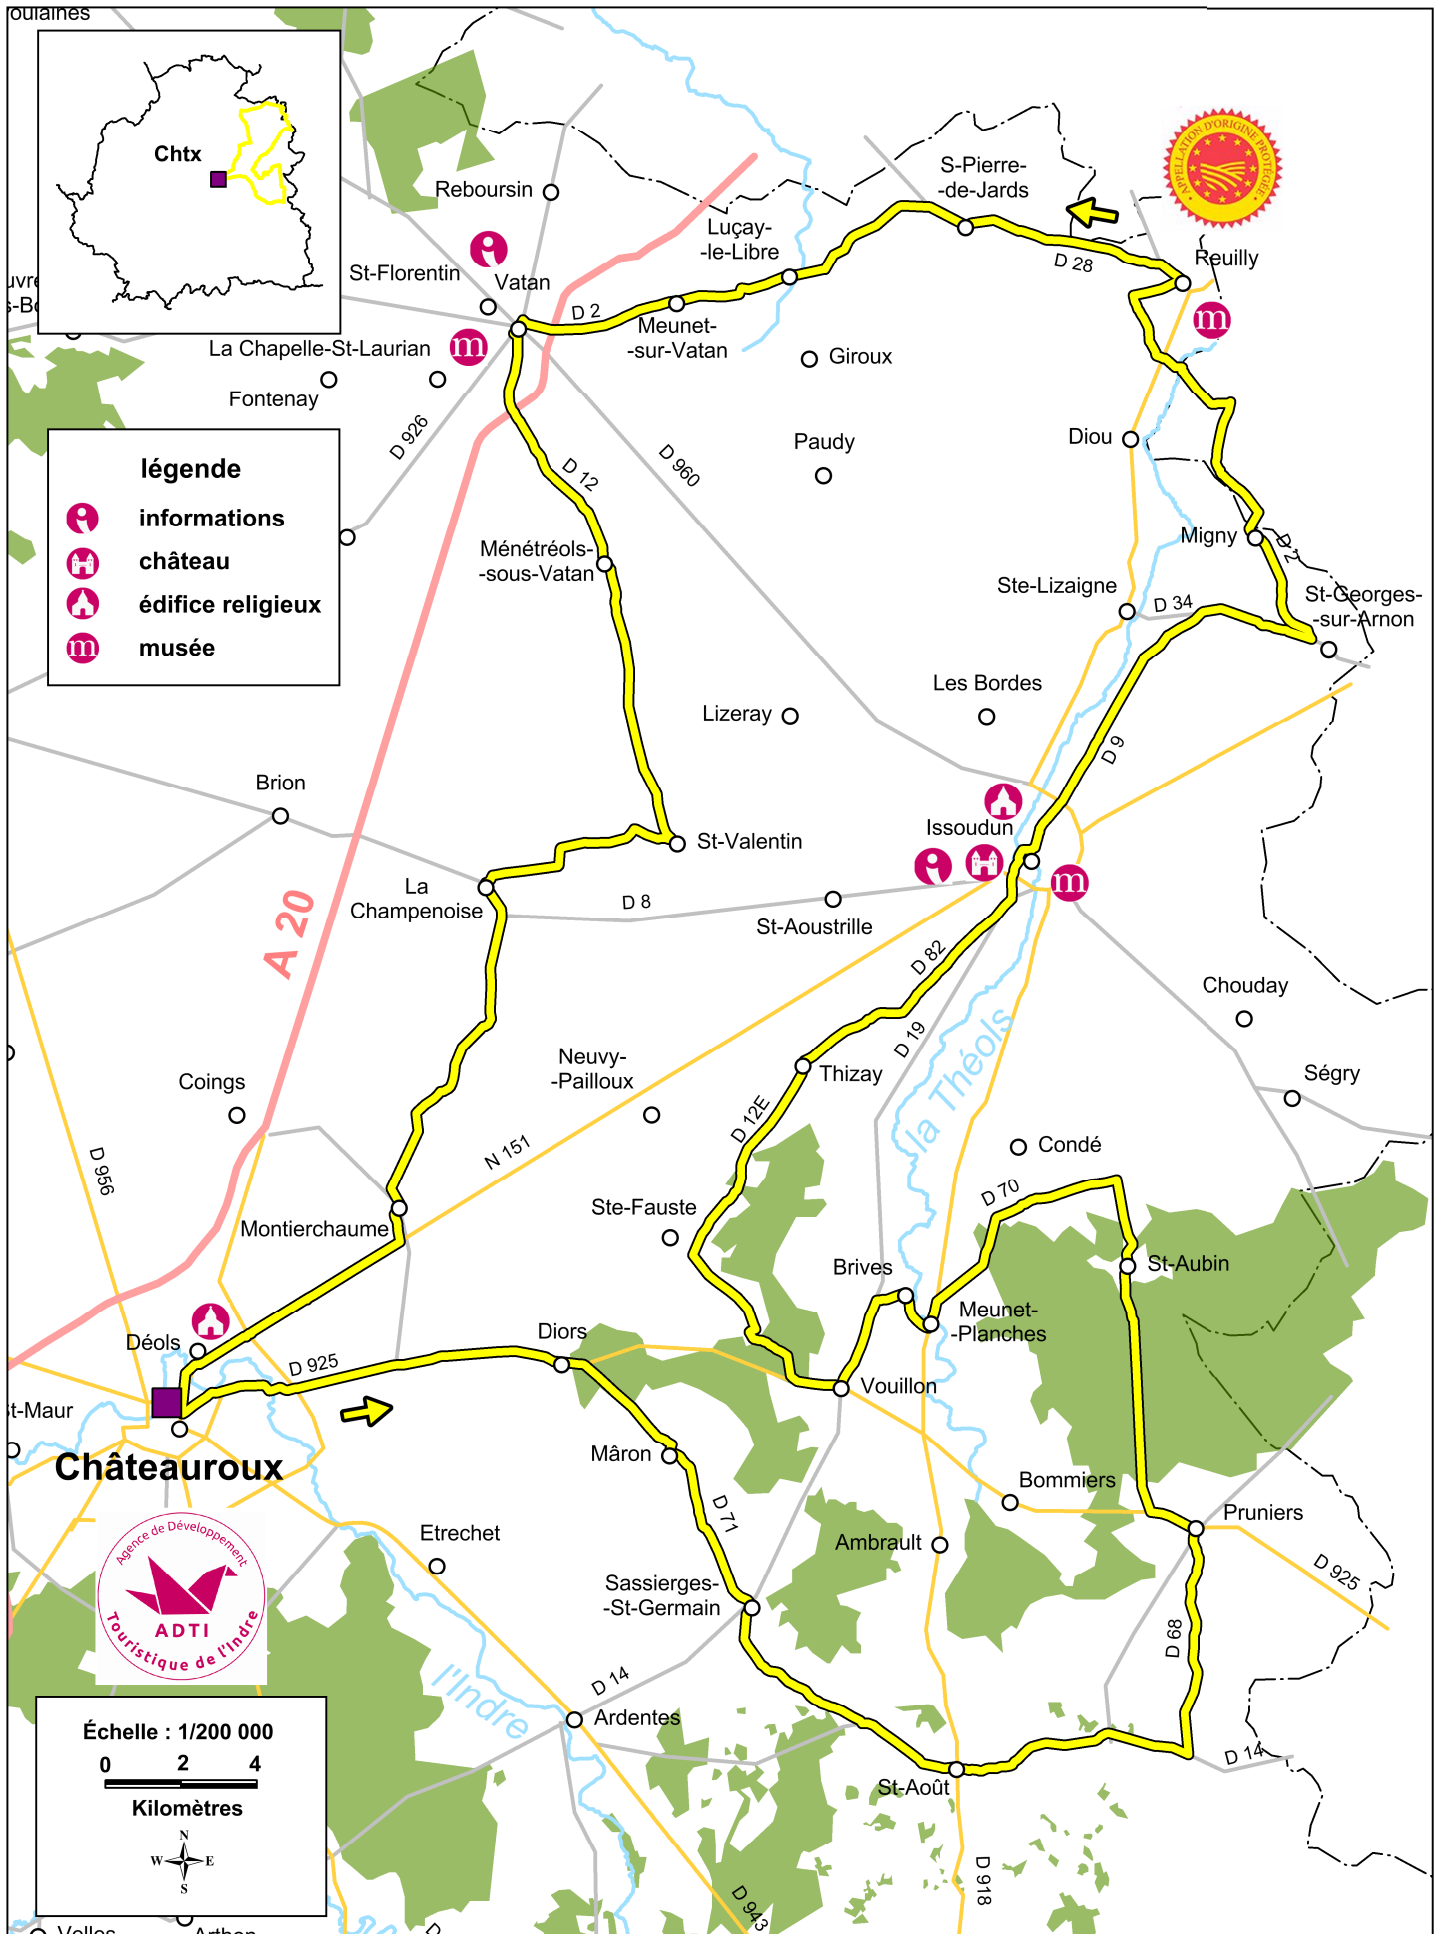 oulaines
Chtx
APPELLATION D'ORIGINE PROTÉGÉE
S-Pierre-
-de-Jards
Reboursin
Luçay-
-le-Libre
St-Florentin
Vatan
D 28
Reuilly
m
D 2
Meunet-
-sur-Vatan
m
La Chapelle-St-Laurian
Giroux
Fontenay
D 926
D 960
Paudy
Diou
D 12
légende
informations
château
édifice religieux
m musée
Ménétréols-
-sous-Vatan
Migny
D 2
Ste-Lizaigne
D 34
St-Georges-
-sur-Arnon
Les Bordes
Lizeray
D 9
Brion
Issoudun
St-Valentin
m
La
Champenoise
D 8
St-Aoustrille
A 20
D 82
Chouday
D 19
la Théols
Neuvy-
-Pailloux
Thizay
Coings
Ségry
D 12E
N 151
Condé
D 956
D 70
Ste-Fauste
Montierchaume
Brives
St-Aubin
Meunet-
-Planches
Déols
Diors
D 925
Vouillon
St-Maur
Mâron
Châteauroux
Bommiers
D 71
Pruniers
Etrechet
Ambrault
Agence de Développement
ADTI
Touristique de l'Indre
D 925
Sassierges-
-St-Germain
D 68
D 14
l'Indre
Ardentes
Échelle : 1/200 000
0 2 4
Kilomètres
N
W E
S
D 14
St-Août
D 918
D 943